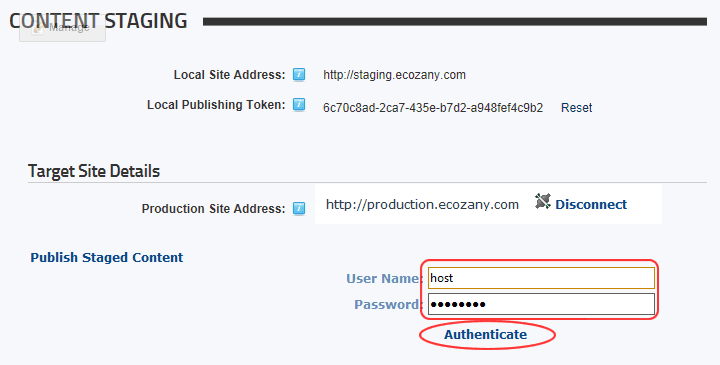 CONTENT STAGING
Manage
Local Site Address: http://staging.ecozany.com
Local Publishing Token: 6c70c8ad-2ca7-435e-b7d2-a948fef4c9b2 Reset
Target Site Details
Production Site Address: http://production.ecozany.com Disconnect
Publish Staged Content
User Name: host
Password: ●●●●●●●●
Authenticate